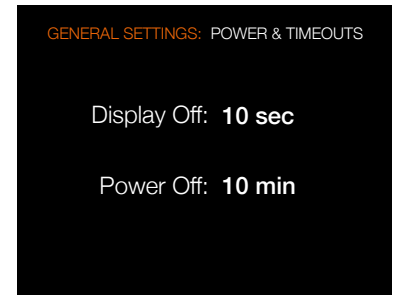 GENERAL SETTINGS: POWER & TIMEOUTS
Display Off: 10 sec
Power Off: 10 min